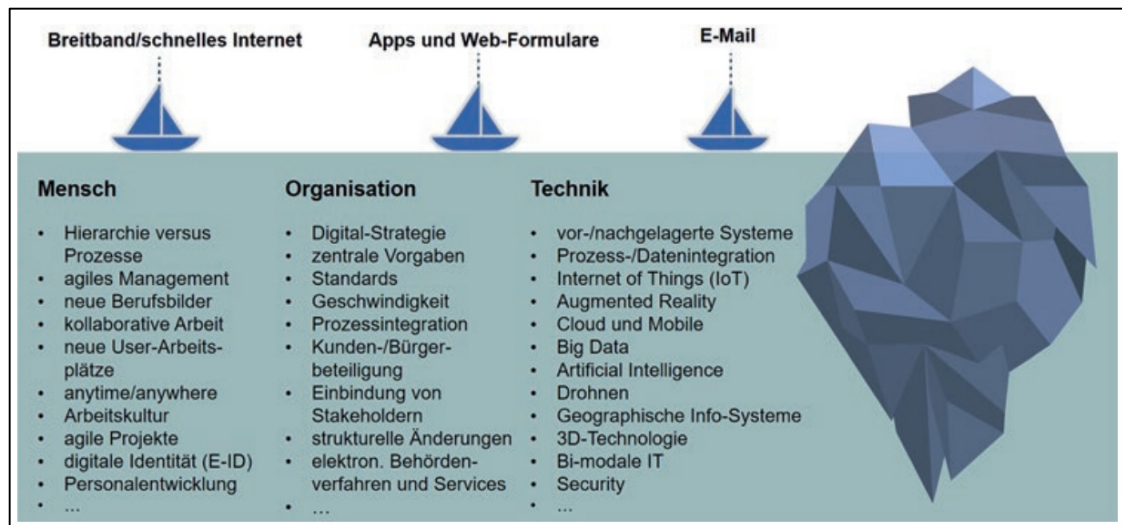 Breitband/schnelles Internet
Apps und Web-Formulare
E-Mail
Mensch
• Hierarchie versus
Prozesse
• agiles Management
• neue Berufsbilder
• kollaborative Arbeit
• neue User-Arbeits-
plätze
• anytime/anywhere
• Arbeitskultur
• agile Projekte
• digitale Identität (E-ID)
• Personalentwicklung
• ...
Organisation
• Digital-Strategie
• zentrale Vorgaben
• Standards
• Geschwindigkeit
• Prozessintegration
• Kunden-/Bürger-
beteiligung
• Einbindung von
Stakeholdern
• strukturelle Änderungen
• elektron. Behörden-
verfahren und Services
• ...
Technik
• vor-/nachgelagerte Systeme
• Prozess-/Datenintegration
• Internet of Things (IoT)
• Augmented Reality
• Cloud und Mobile
• Big Data
• Artificial Intelligence
• Drohnen
• Geographische Info-Systeme
• 3D-Technologie
• Bi-modale IT
• Security
• ...